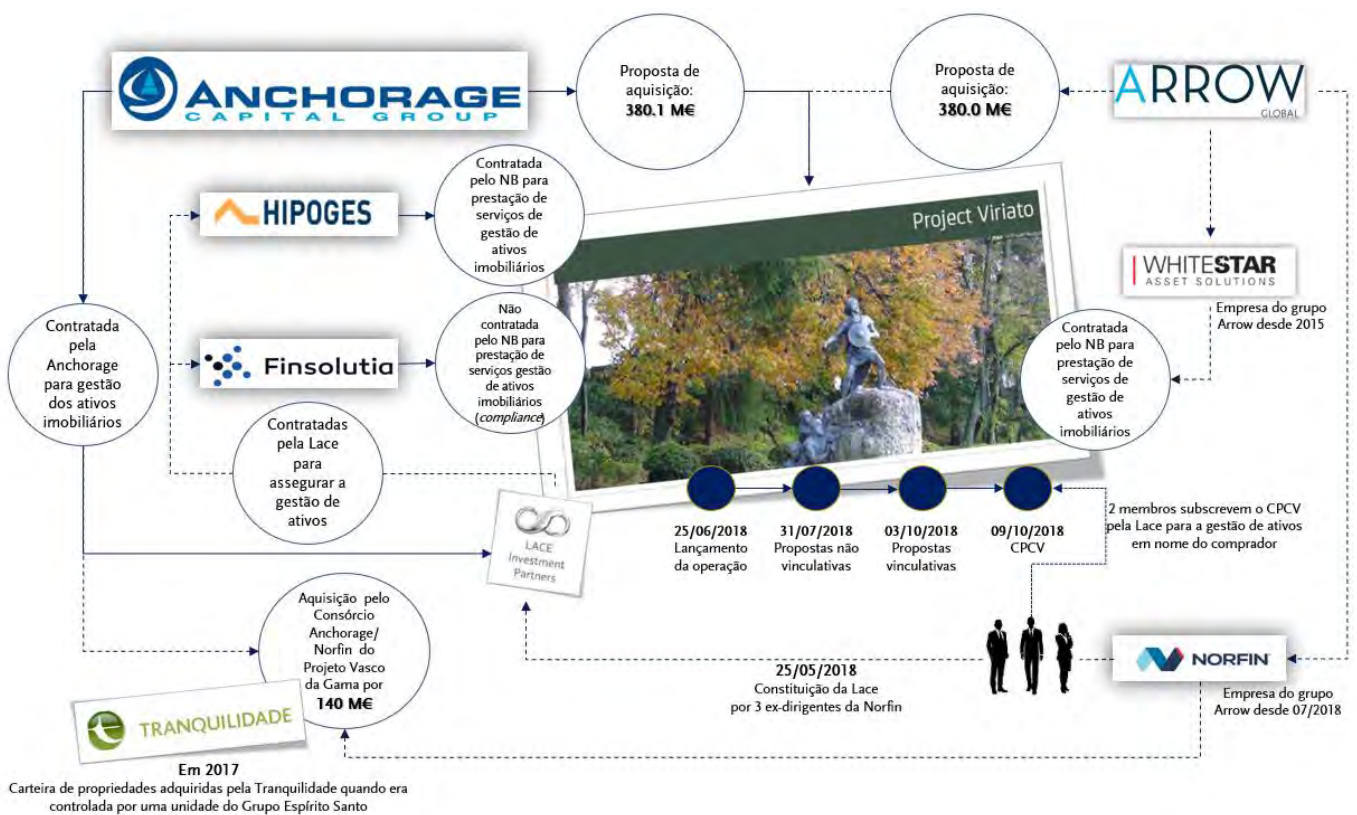 ANCHORAGE
CAPITAL GROUP
Proposta de
aquisição:
380.1 M€
Proposta de
aquisição:
380.0 M€
ARROW
GLOBAL
HIPOGES
Contratada
pelo NB para
prestação de
serviços de
gestão de
ativos
imobiliários
Project Viriato
WHITESTAR
ASSET SOLUTIONS
Empresa do grupo
Arrow desde 2015
Contratada
pela
Anchorage
para gestão
dos ativos
imobiliários
Finsolutia
Não
contratada
pelo NB para
prestação de
serviços gestão
de ativos
imobiliários
(compliance)
Contratada
pelo NB para
prestação de
serviços de
gestão de
ativos
imobiliários
Contratadas
pela Lace
para
assegurar a
gestão de
ativos
LACE
Investment
Partners
25/06/2018
Lançamento
da operação
31/07/2018
Propostas não
vinculativas
03/10/2018
Propostas
vinculativas
09/10/2018
CPCV
2 membros subscrevem o CPCV
pela Lace para a gestão de ativos
em nome do comprador
Aquisição pelo
Consórcio
Anchorage/
Norfin do
Projeto Vasco
da Gama por
140 M€
25/05/2018
Constituição da Lace
por 3 ex-dirigentes da Norfin
NORFIN
Empresa do grupo
Arrow desde 07/2018
TRANQUILIDADE
Em 2017
Carteira de propriedades adquiridas pela Tranquilidade quando era
controlada por uma unidade do Grupo Espírito Santo